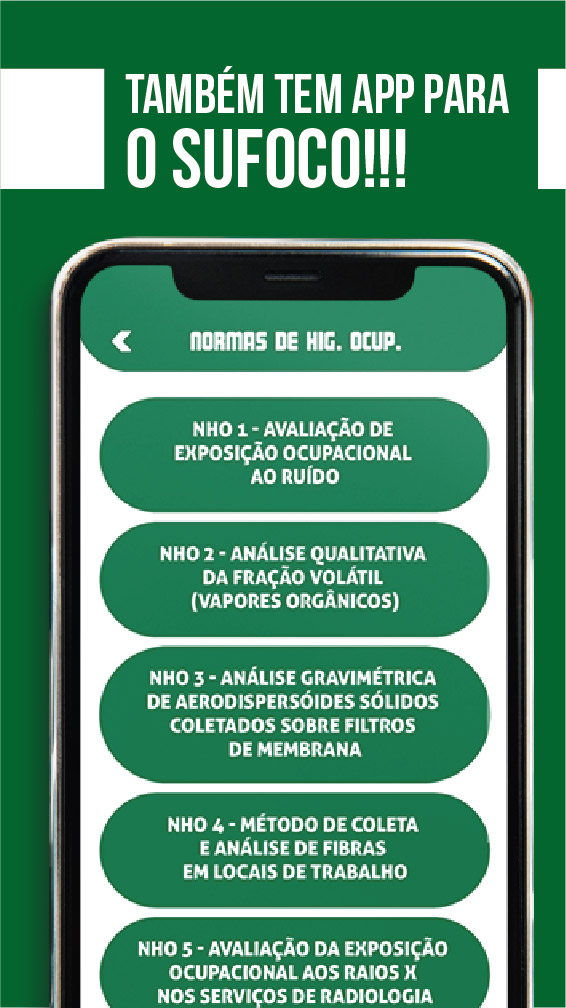 TAMBÉM TEM APP PARA
O SUFOCO!!!
NORMAS DE HIG. OCUP.
NHO 1 - AVALIAÇÃO DE
EXPOSIÇÃO OCUPACIONAL
AO RUÍDO
NHO 2 - ANÁLISE QUALITATIVA
DA FRAÇÃO VOLÁTIL
(VAPORES ORGÂNICOS)
NHO 3 - ANÁLISE GRAVIMÉTRICA
DE AERODISPERSÓIDES SÓLIDOS
COLETADOS SOBRE FILTROS
DE MEMBRANA
NHO 4 - MÉTODO DE COLETA
E ANÁLISE DE FIBRAS
EM LOCAIS DE TRABALHO
NHO 5 - AVALIAÇÃO DA EXPOSIÇÃO
OCUPACIONAL AOS RAIOS X
NOS SERVIÇOS DE RADIOLOGIA